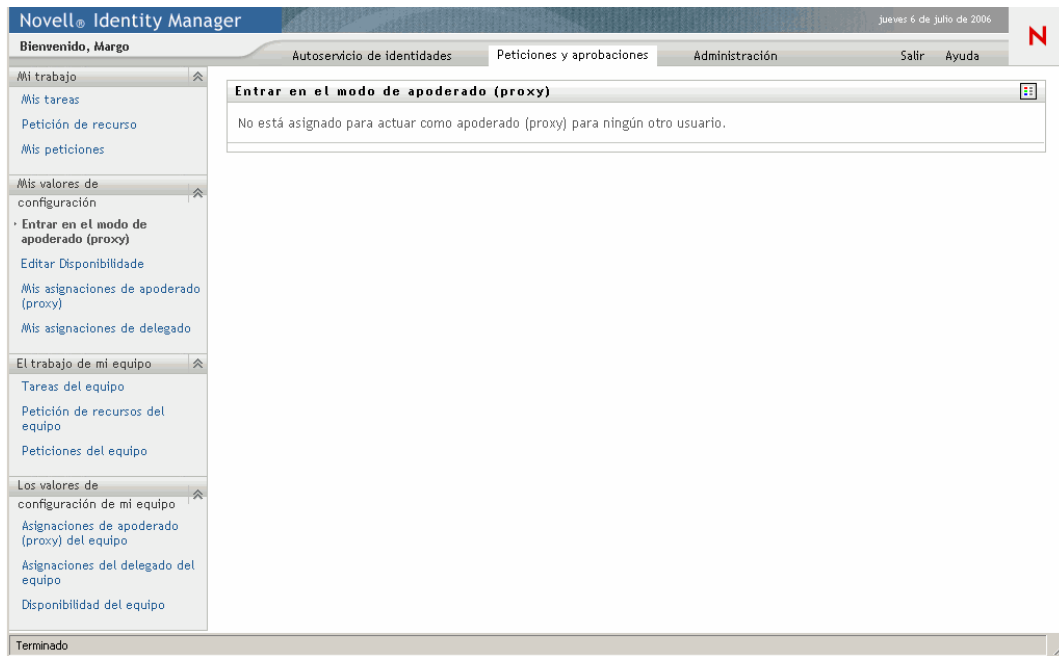 Novell® Identity Manager
jueves 6 de julio de 2006
N
Bienvenido, Margo
Autoservicio de identidades
Peticiones y aprobaciones
Administración
Salir
Ayuda
Mi trabajo
Mis tareas
Petición de recurso
Mis peticiones
Mis valores de
configuración
Entrar en el modo de
apoderado (proxy)
Editar Disponibilidade
Mis asignaciones de apoderado
(proxy)
Mis asignaciones de delegado
El trabajo de mi equipo
Tareas del equipo
Petición de recursos del
equipo
Peticiones del equipo
Los valores de
configuración de mi equipo
Asignaciones de apoderado
(proxy) del equipo
Asignaciones del delegado del
equipo
Disponibilidad del equipo
Entrar en el modo de apoderado (proxy)
No está asignado para actuar como apoderado (proxy) para ningún otro usuario.
Terminado